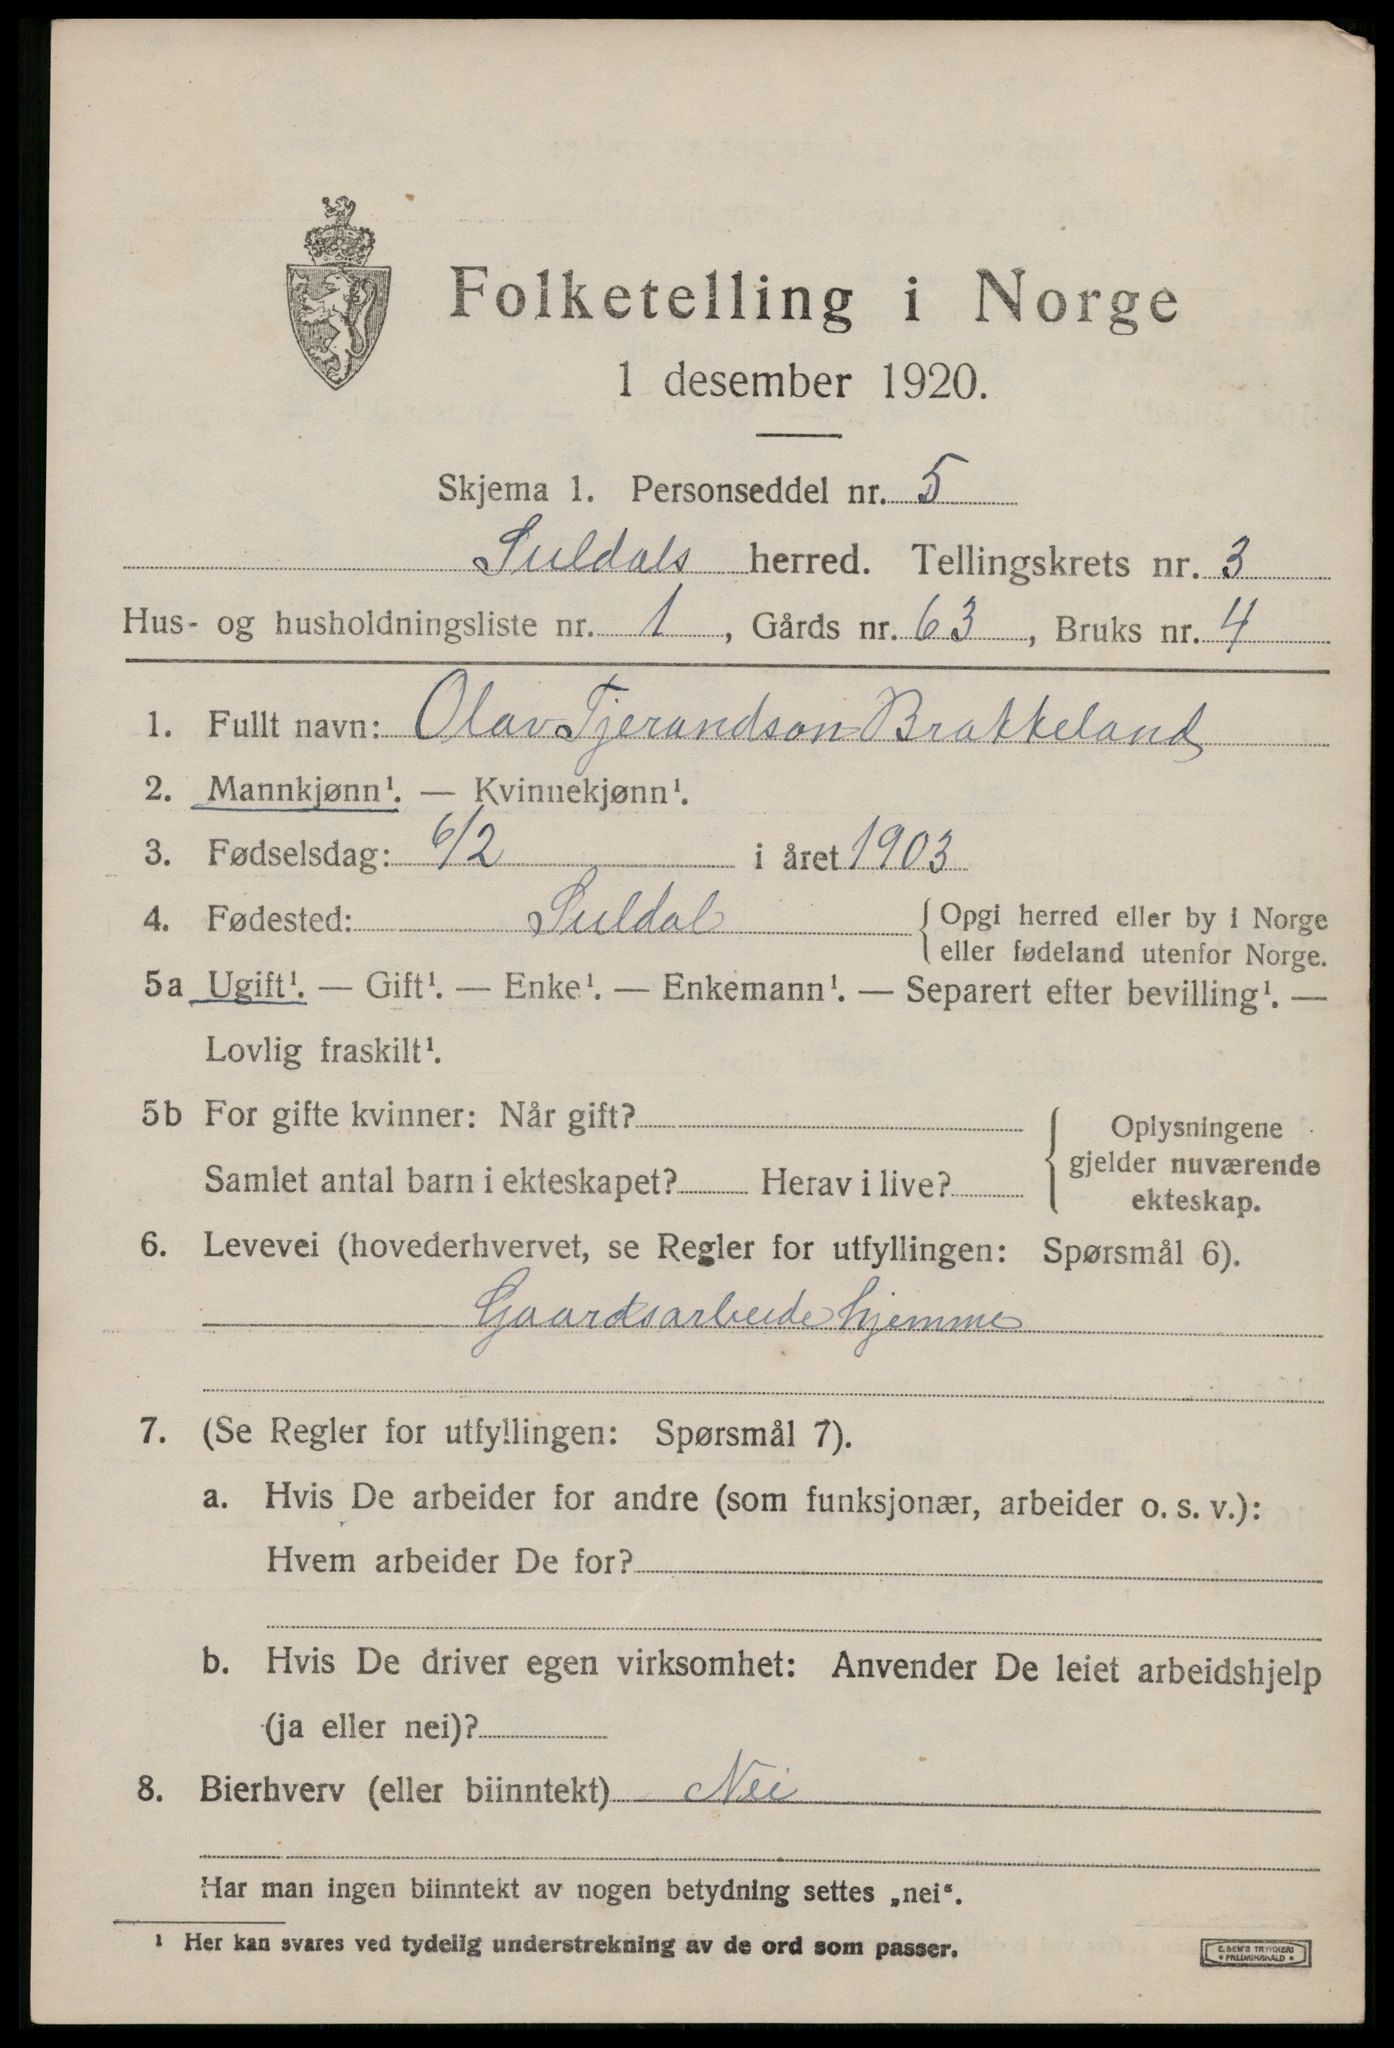 Folketelling i Norge
1 desember 1920.
Skjema 1. Personseddel nr. 5
Suldals herred. Tellingskrets nr. 3
Hus- og husholdningsliste nr. 1, Gårds nr. 63, Bruks nr. 4
1. Fullt navn: Olav Tjerandson Brakkeland
2. Mannkjønn¹. — Kvinnekjønn¹.
3. Fødselsdag: 6/2 i året 1903
4. Fødested: Suldal { Opgi herred eller by i Norge
eller fødeland utenfor Norge.
5a Ugift¹. — Gift¹. — Enke¹. — Enkemann¹. — Separert efter bevilling¹. —
Lovlig fraskilt¹.
5b For gifte kvinner: Når gift? { Oplysningene
gjelder nuværende
Samlet antal barn i ekteskapet? Herav i live?
ekteskap.
6. Levevei (hovederhvervet, se Regler for utfyllingen: Spørsmål 6).
Gaardsarbeide hjemme
7. (Se Regler for utfyllingen: Spørsmål 7).
a. Hvis De arbeider for andre (som funksjonær, arbeider o. s. v.):
Hvem arbeider De for?
b. Hvis De driver egen virksomhet: Anvender De leiet arbeidshjelp
(ja eller nei)?
8. Bierhverv (eller biinntekt) Nei
Har man ingen biinntekt av nogen betydning settes „nei“.
¹ Her kan svares ved tydelig understrekning av de ord som passer.
E. SEM'S TRYKKERI
• FREDRIKSHALD •